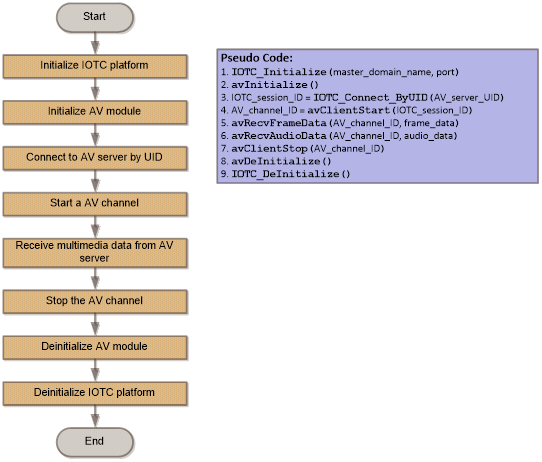 Start
Initialize IOTC platform
Initialize AV module
Connect to AV server by UID
Start a AV channel
Receive multimedia data from AV
server
Stop the AV channel
Deinitialize AV module
Deinitialize IOTC platform
End
Pseudo Code:
1. IOTC_Initialize (master_domain_name, port)
2. avInitialize()
3. IOTC_session_ID = IOTC_Connect_ByUID (AV_server_UID)
4. AV_channel_ID = avClientStart (IOTC_session_ID)
5. avRecvFrameData (AV_channel_ID, frame_data)
6. avRecvAudioData (AV_channel_ID, audio_data)
7. avClientStop (AV_channel_ID)
8. avDeInitialize()
9. IOTC_DeInitialize()